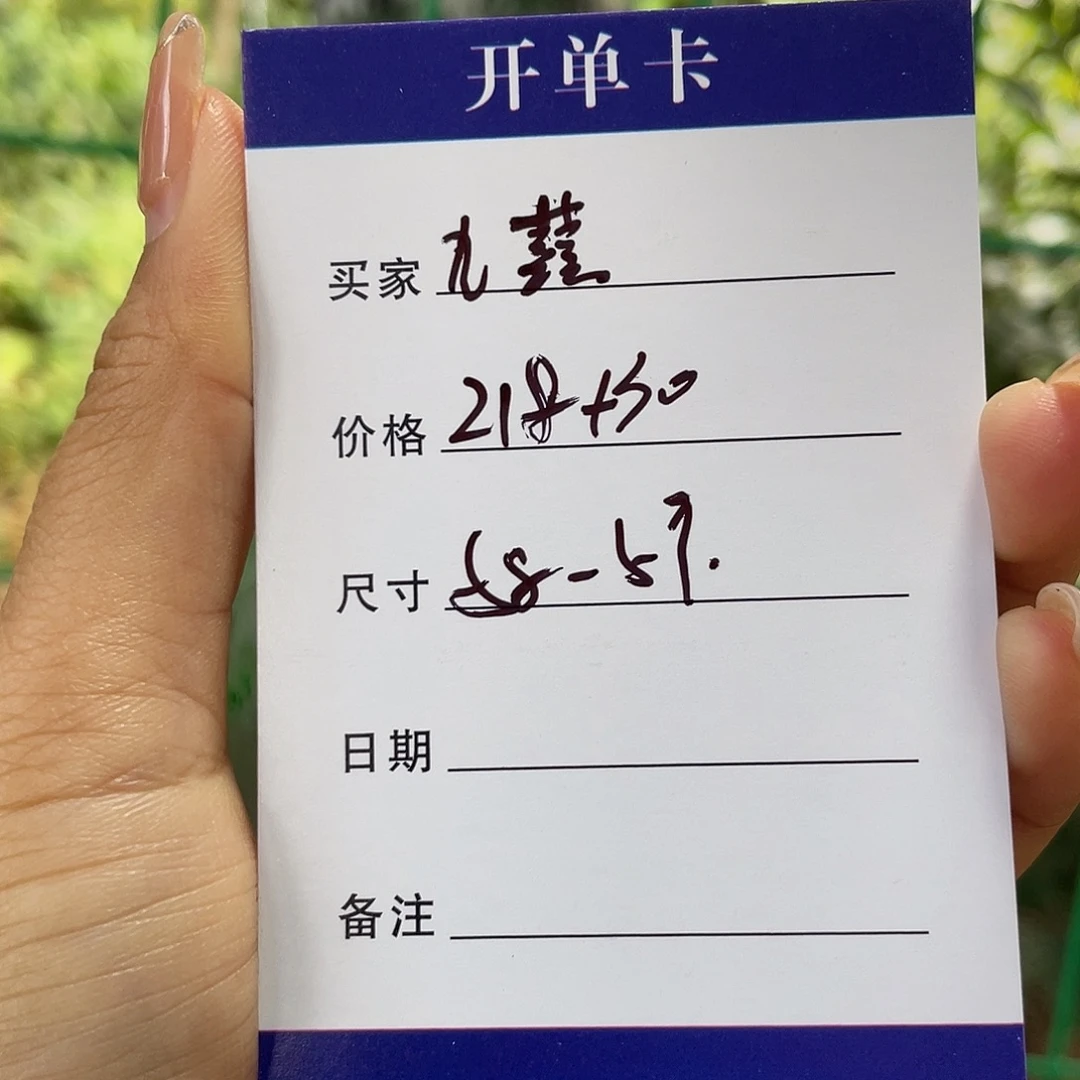 开单卡
买家
价格 218+50
尺寸 58-57.
日期
备注